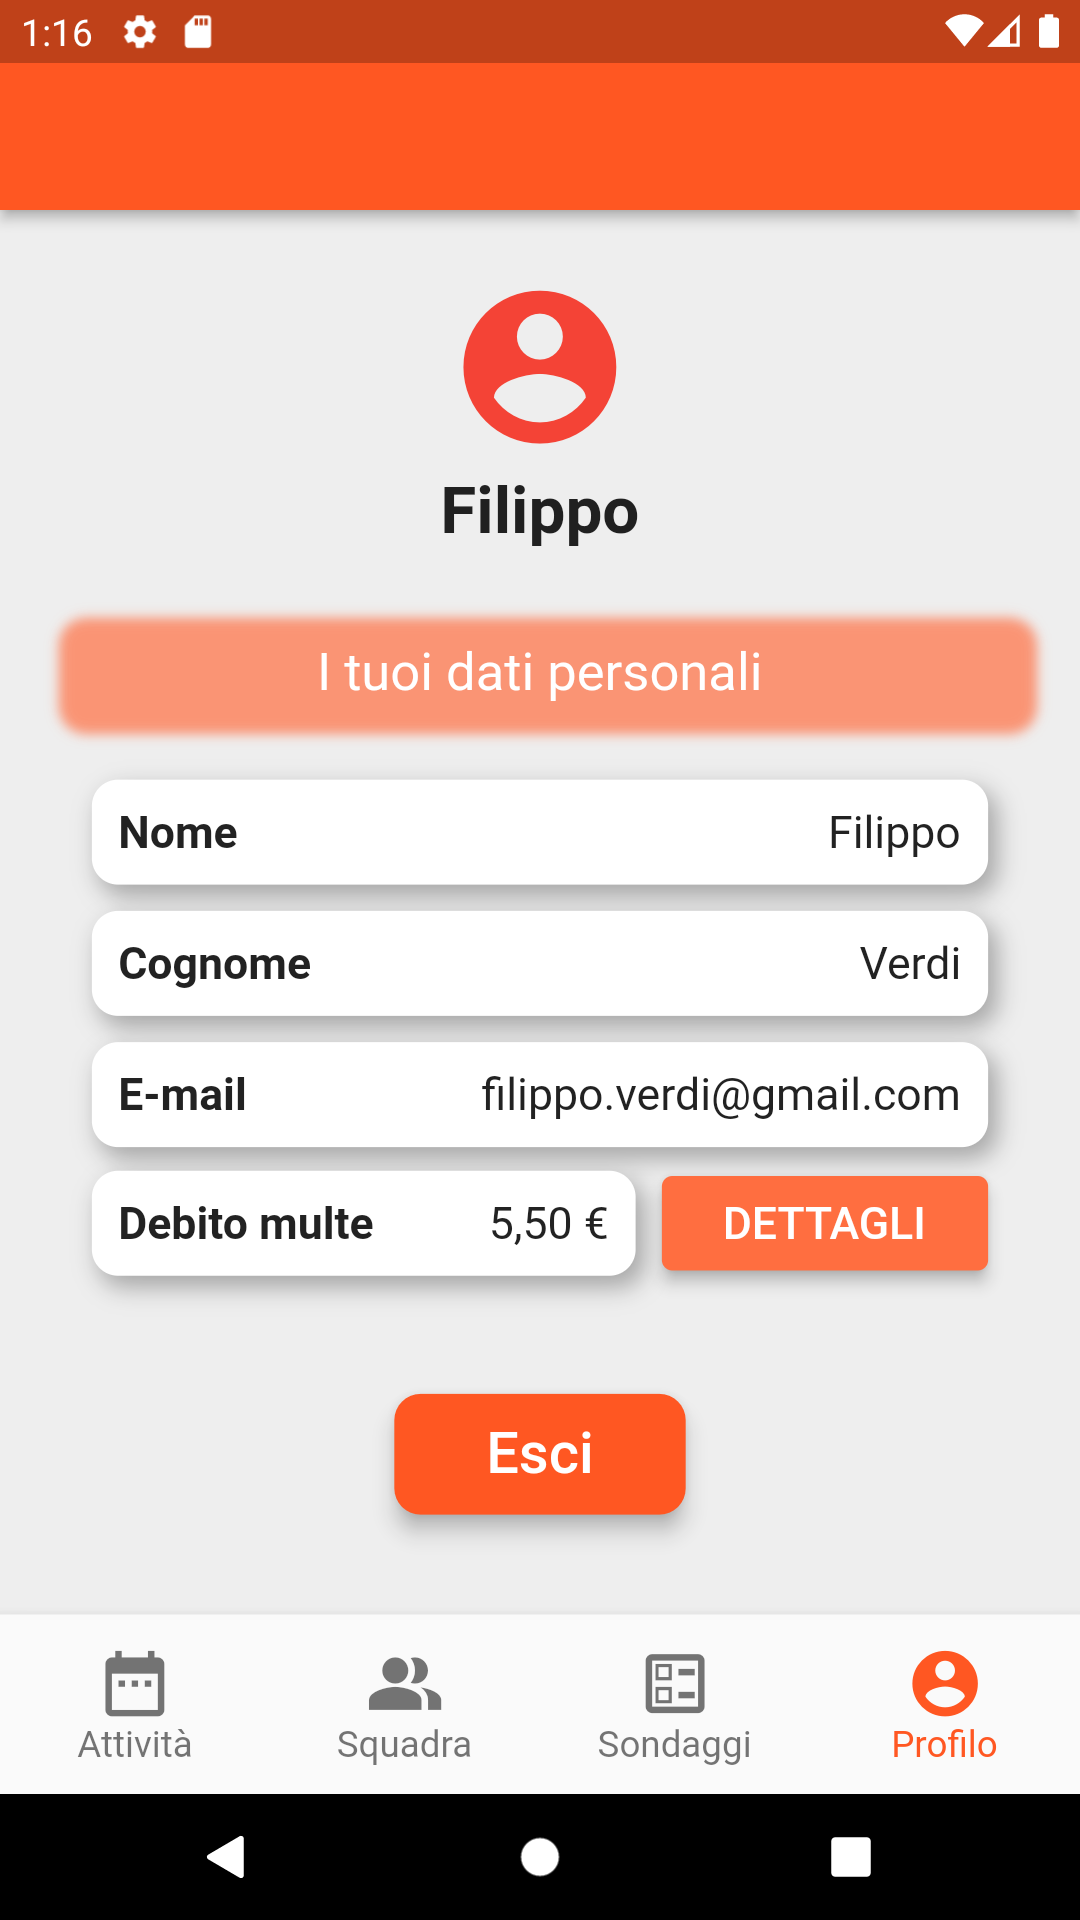 1:16
Filippo
I tuoi dati personali
Nome Filippo
Cognome Verdi
E-mail filippo.verdi@gmail.com
Debito multe 5,50 € DETTAGLI
Esci
Attività Squadra Sondaggi Profilo